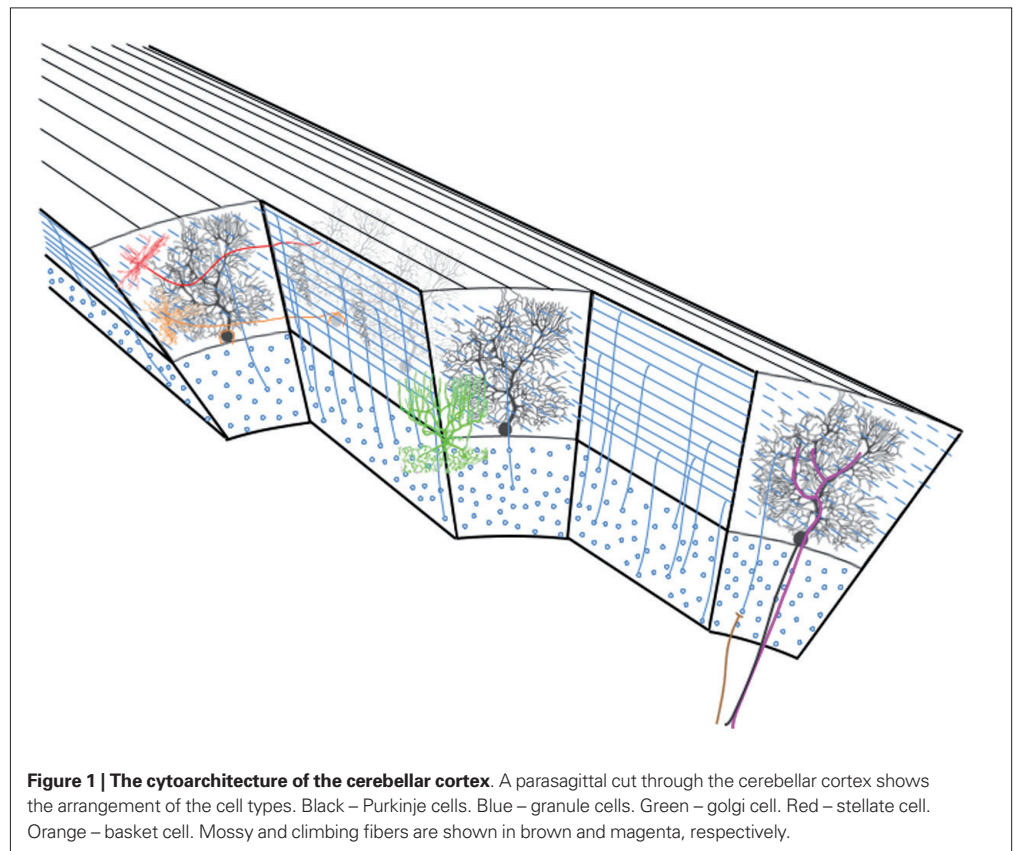 Figure 1 | The cytoarchitecture of the cerebellar cortex. A parasagittal cut through the cerebellar cortex shows
the arrangement of the cell types. Black – Purkinje cells. Blue – granule cells. Green – golgi cell. Red – stellate cell.
Orange – basket cell. Mossy and climbing fibers are shown in brown and magenta, respectively.